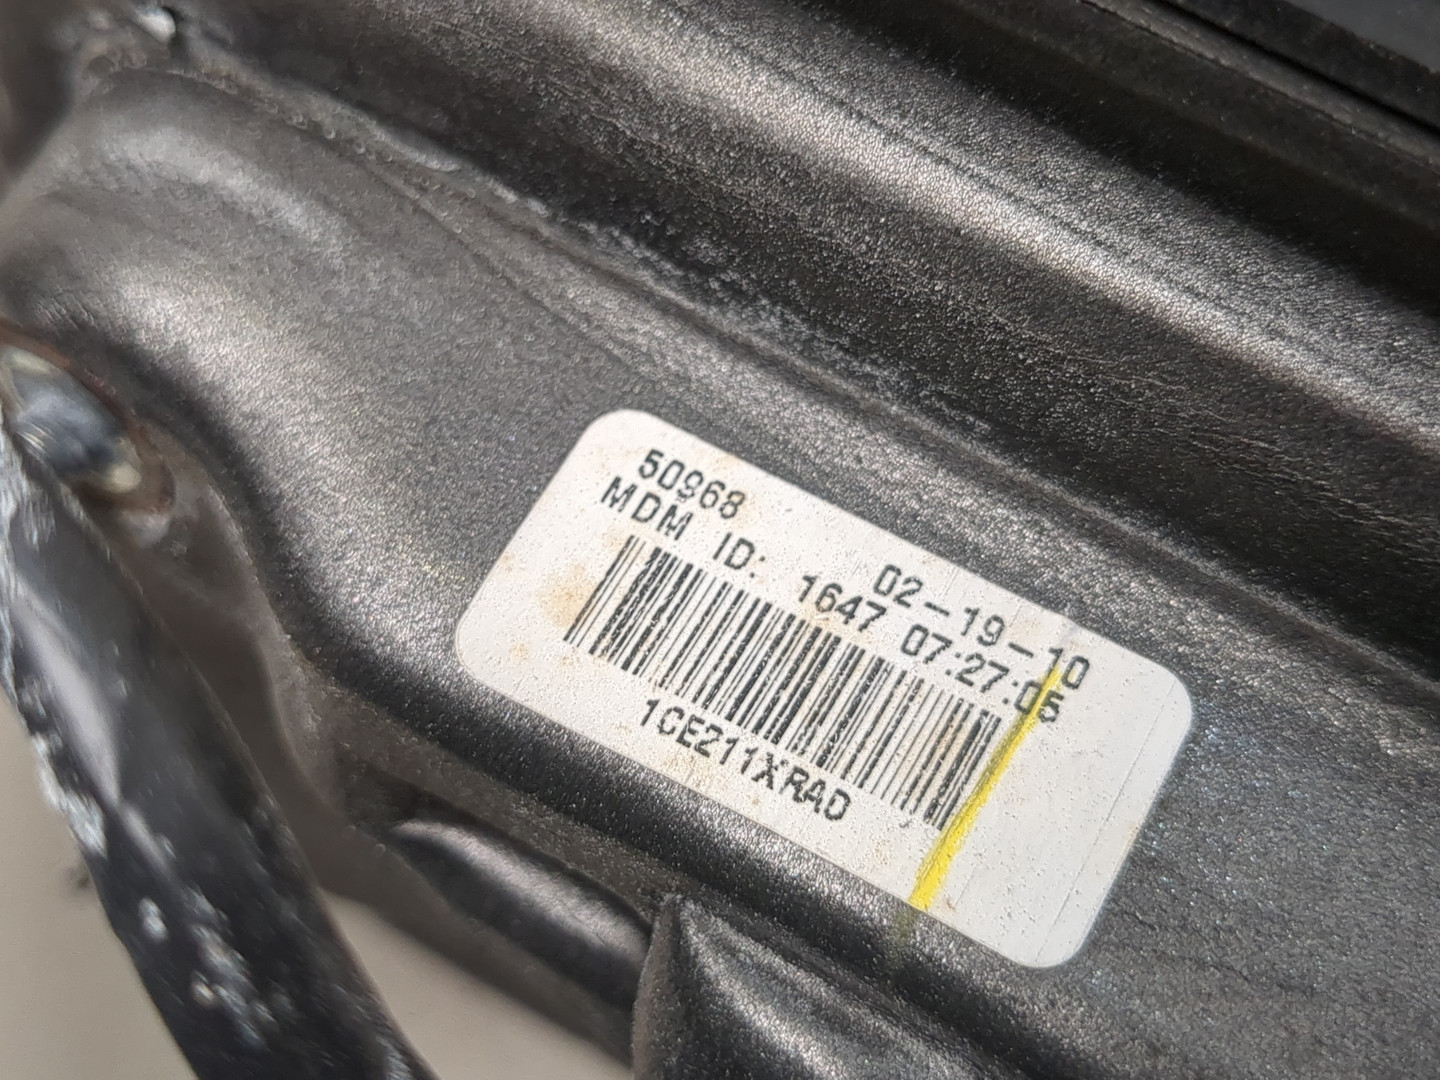 50968 02-19-10
MDM ID: 1647 07:27:05
1CE211XRAD